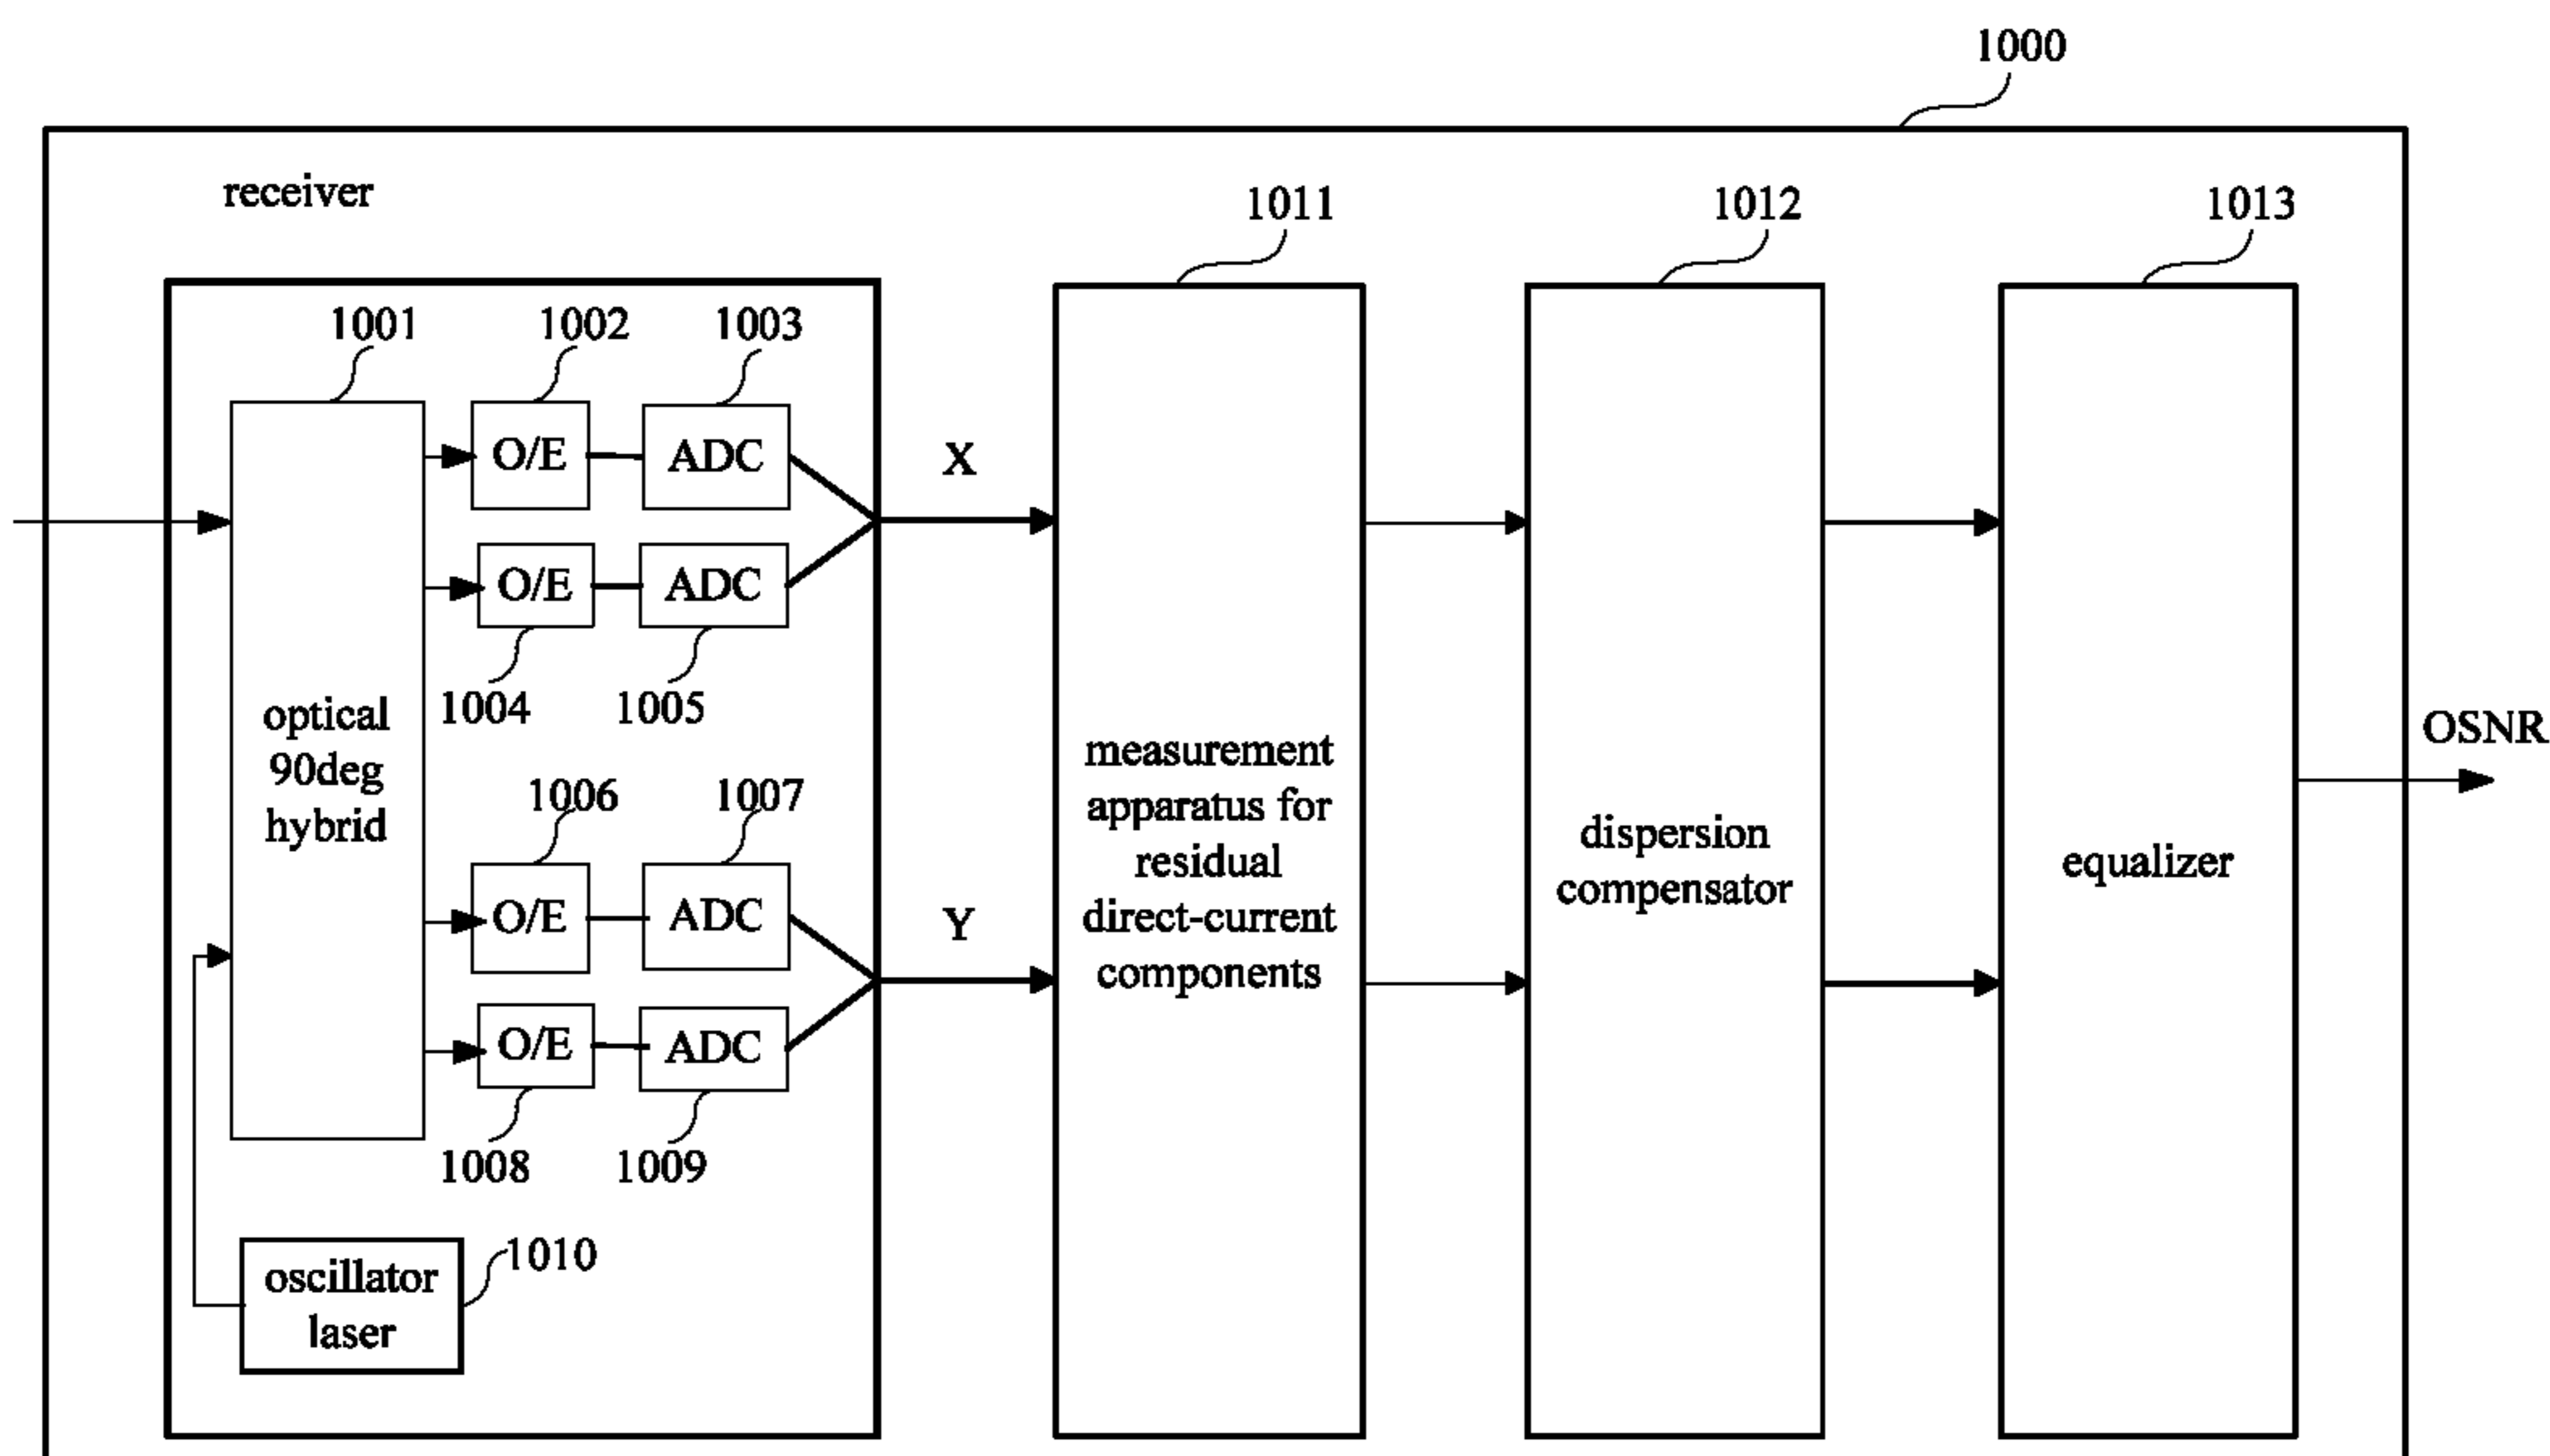 1000
receiver
1011
1012
1013
1001
1002
1003
O/E
ADC
X
O/E
ADC
1004
1005
optical
90deg
hybrid
OSNR
measurement
apparatus for
residual
direct-current
components
dispersion
compensator
equalizer
1006
1007
O/E
ADC
Y
O/E
ADC
1008
1009
1010
oscillator
laser